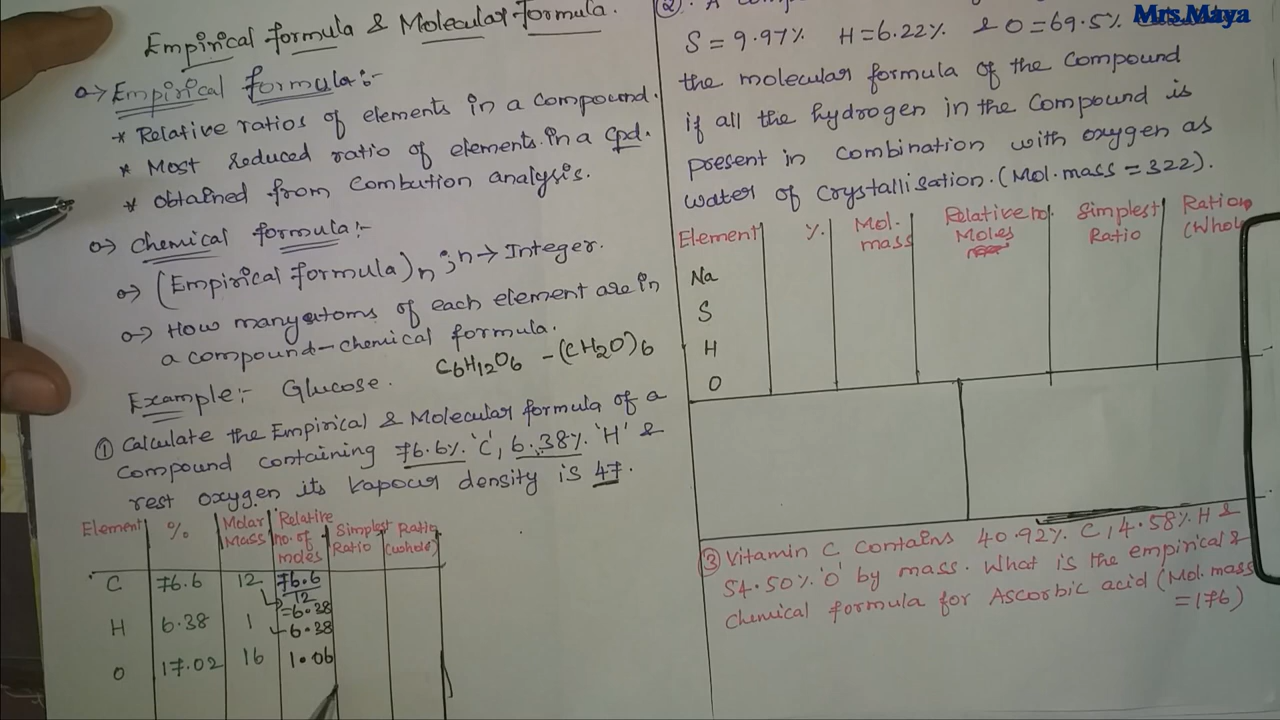 Empirical formula & Molecular formula.
o-> Empirical formula:-
* Relative ratios of elements in a compound.
* Most reduced ratio of elements in a cpd.
* obtained from Combution analysis.
o-> Chemical formula:-
o-> (Empirical formula)n ; n-> Integer.
o-> How many atoms of each element are in
a compound - chemical formula.
Example:- Glucose. C6H12O6 - (CH2O)6
① Calculate the Empirical & Molecular formula of a
compound containing 76.6% 'C', 6.38% 'H' &
rest oxygen its vapour density is 47.
Element % Molar Mass Relative no. of moles Simplest Ratio Ratio (whole)
C 76.6 12 76.6/12 = 6.38
H 6.38 1 6.38
O 17.02 16 1.06
②. A
Mrs.Maya
S = 9.97% H = 6.22% & O = 69.5%
the molecular formula of the compound
if all the hydrogen in the compound is
present in combination with oxygen as
water of crystallisation. (Mol. mass = 322).
Element % Mol. mass Relative no. Moles Simplest Ratio Ratio (Whole
Na
S
H
O
③ Vitamin C contains 40.92% C, 4.58% H &
54.50% 'O' by mass. What is the empirical &
chemical formula for Ascorbic acid (Mol. mass
= 176)